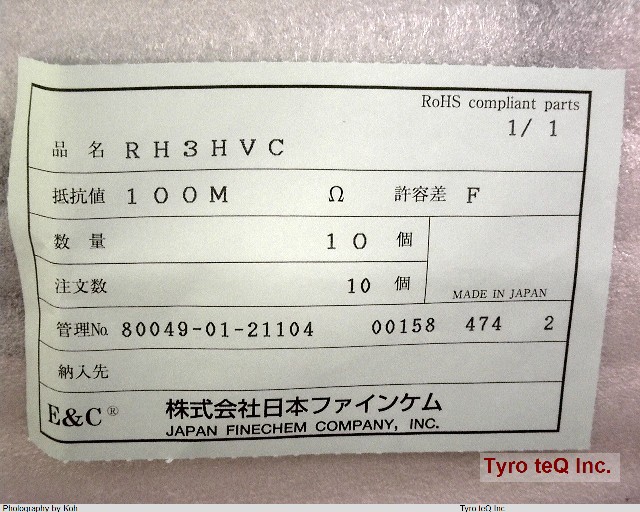 RoHS compliant parts
1/ 1
品 名 RH3HVC
抵抗値 100M Ω 許容差 F
数 量 10 個
注文数 10 個
MADE IN JAPAN
管理No. 80049-01-21104 00158 474 2
納入先
E&C® 株式会社日本ファインケム
JAPAN FINECHEM COMPANY, INC.
Tyro teQ Inc.
Photography by Koh Tyro teQ Inc